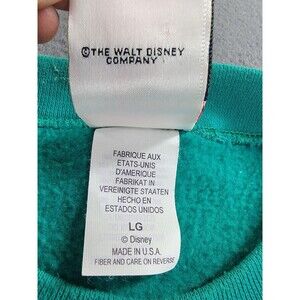 ©THE WALT DISNEY
COMPANY
FABRIQUE AUX
ETATS-UNIS
D'AMERIQUE
FABRIKAT IN
VEREINIGTE STAATEN
HECHO EN
ESTADOS UNIDOS
LG
© Disney
MADE IN U.S.A.
FIBER AND CARE ON REVERSE